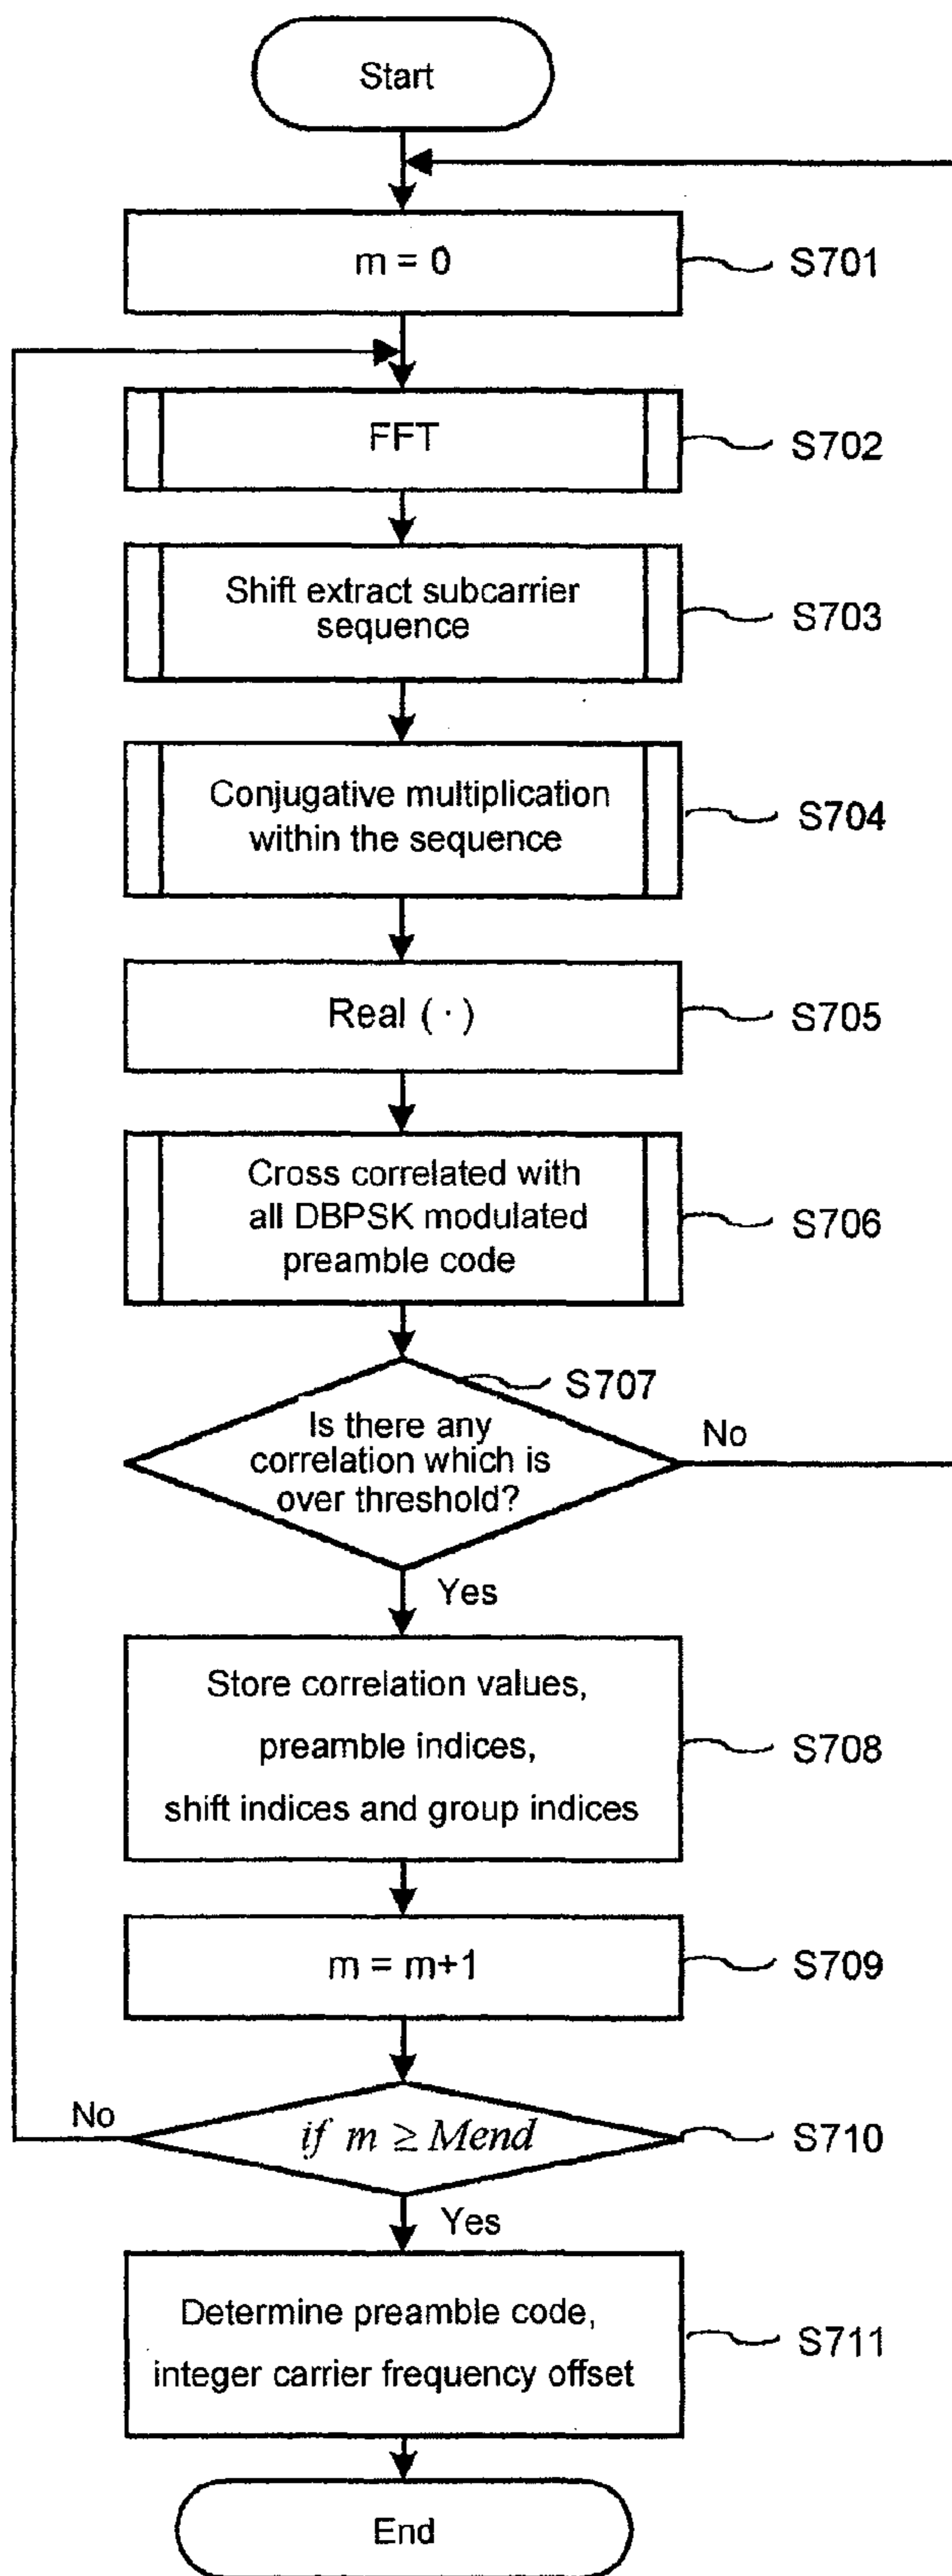 Start
m = 0
S701
FFT
S702
Shift extract subcarrier
sequence
S703
Conjugative multiplication
within the sequence
S704
Real ( · )
S705
Cross correlated with
all DBPSK modulated
preamble code
S706
S707
Is there any
correlation which is
over threshold?
No
Yes
Store correlation values,
preamble indices,
shift indices and group indices
S708
m = m+1
S709
No
if m ≥ Mend
S710
Yes
Determine preamble code,
integer carrier frequency offset
S711
End